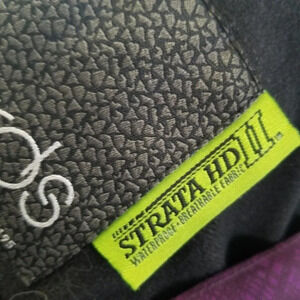 STRATA HD II
WATERPROOF • BREATHABLE FABRIC